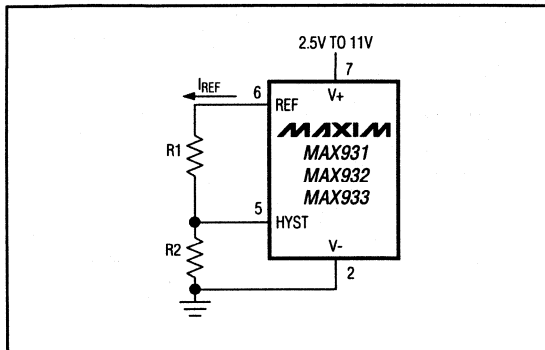 2.5V TO 11V
7
V+
IREF
6
REF
MAXIM
MAX931
MAX932
MAX933
R1
5
HYST
R2
V-
2